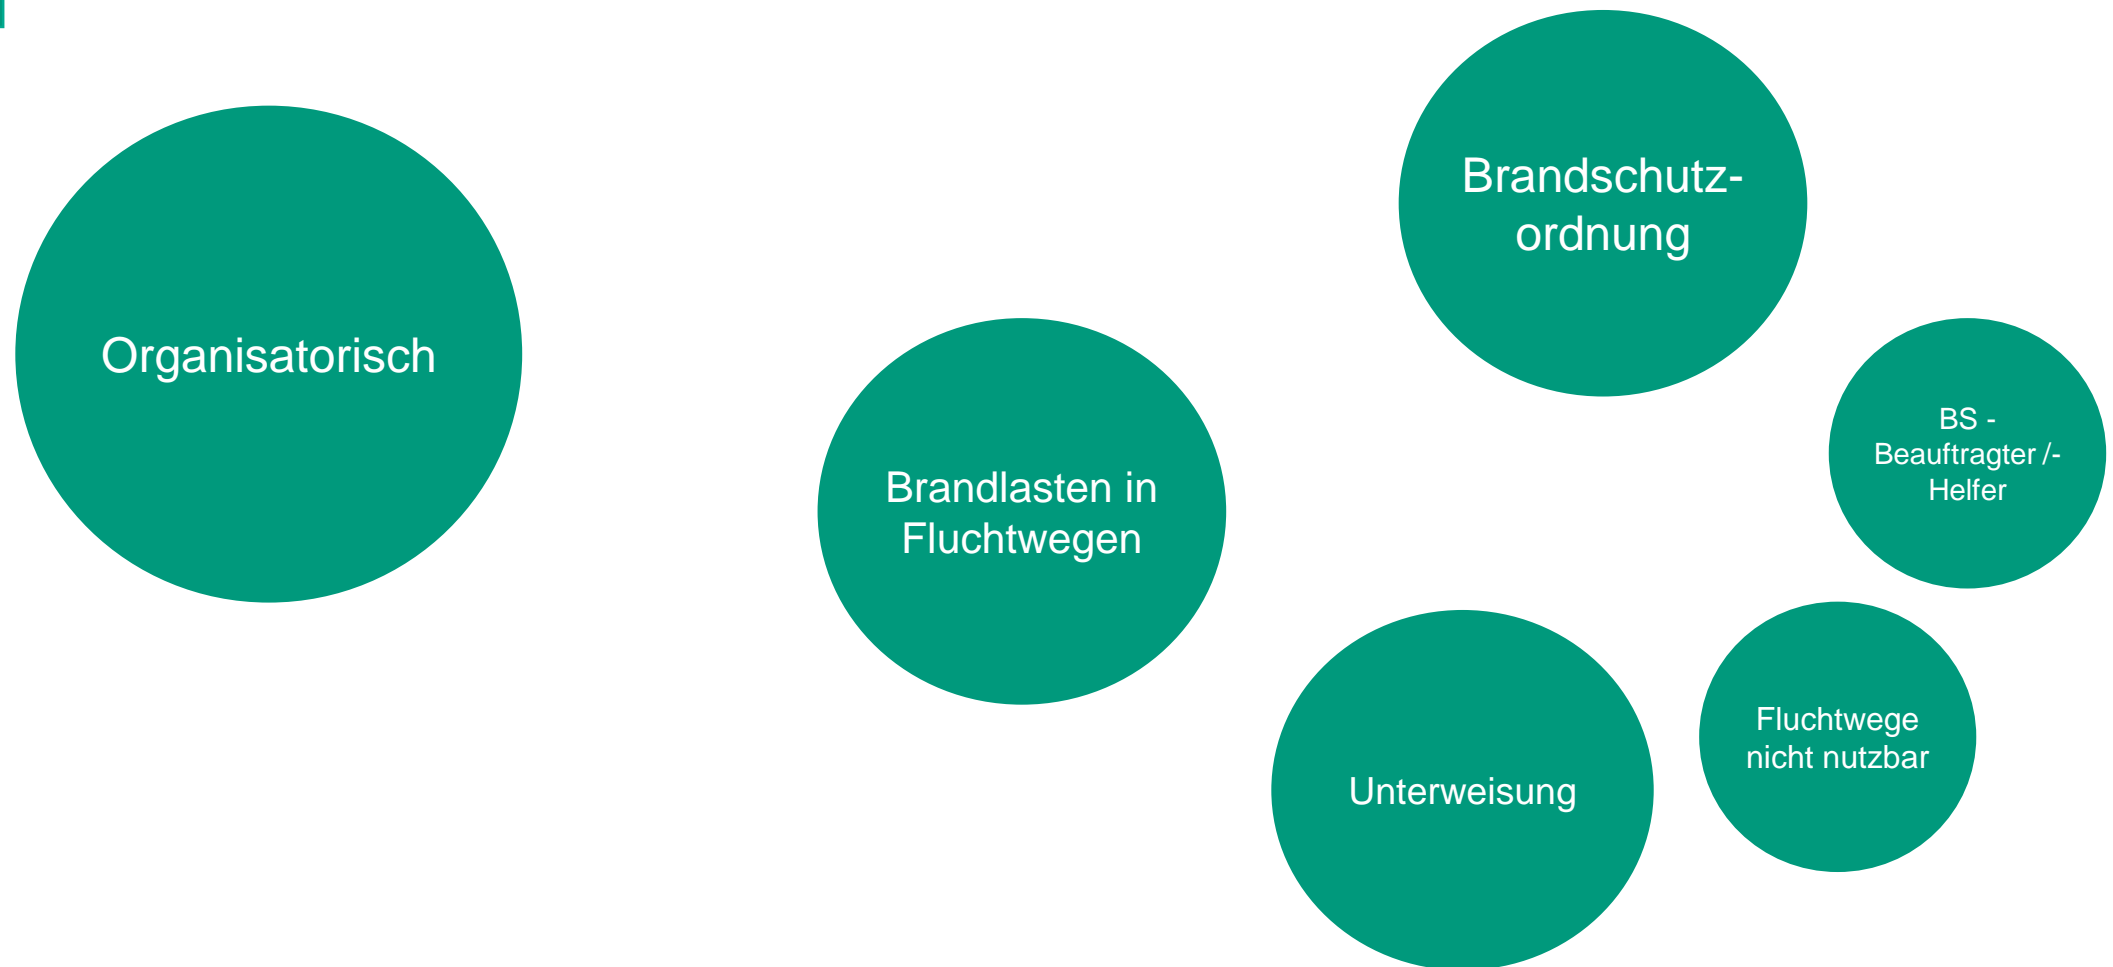 Organisatorisch
Brandschutz-
ordnung
Brandlasten in
Fluchtwegen
BS -
Beauftragter /-
Helfer
Unterweisung
Fluchtwege
nicht nutzbar